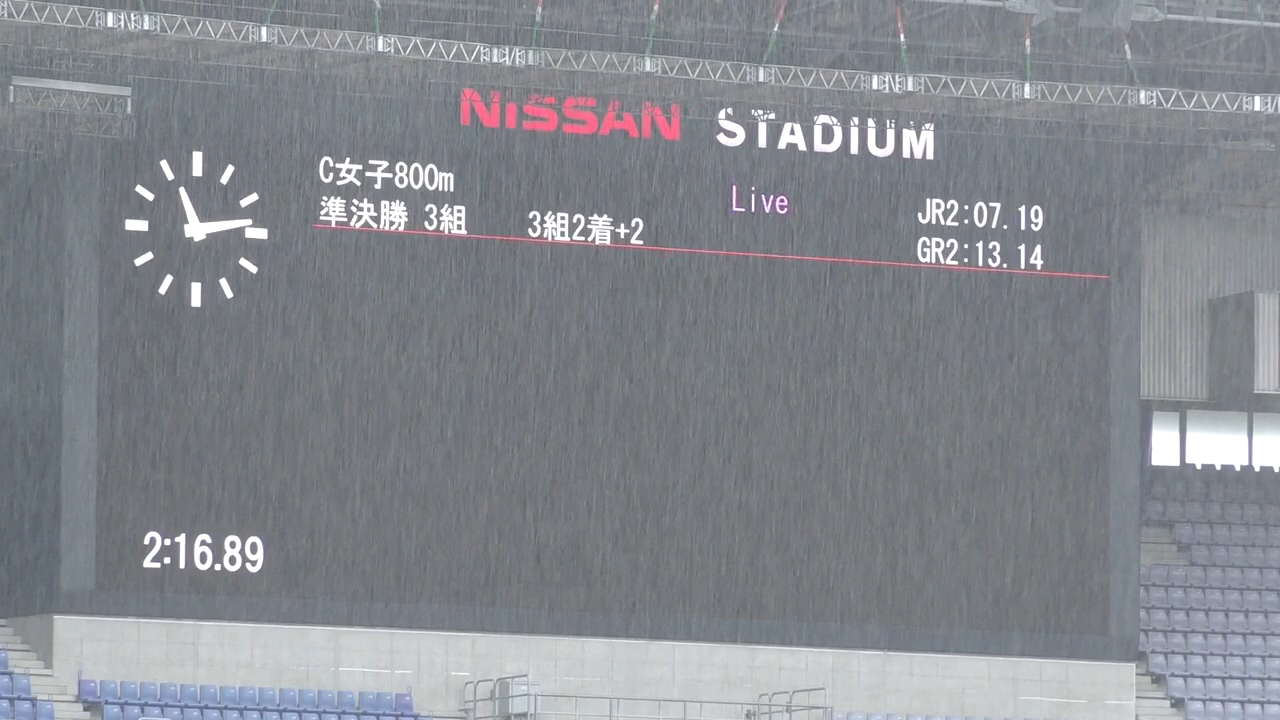 NISSAN STADIUM
C女子800m
準決勝 3組 3組2着+2
Live
JR2:07.19
GR2:13.14
2:16.89